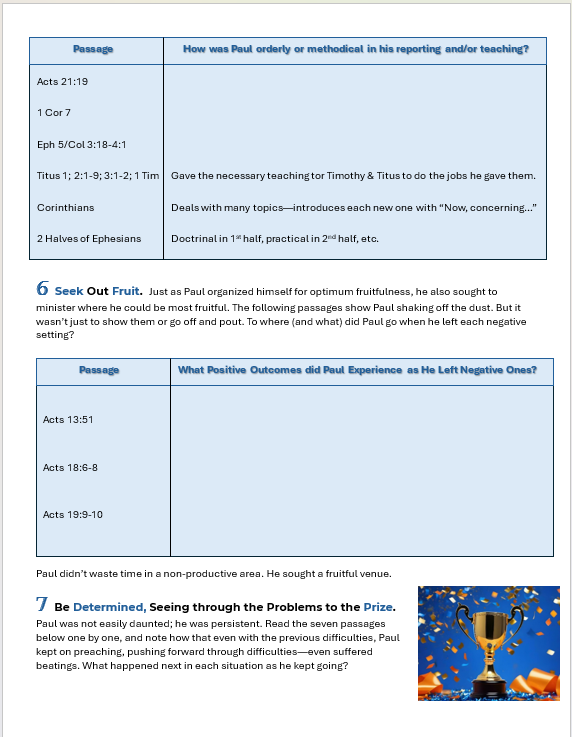 Passage How was Paul orderly or methodical in his reporting and/or teaching?
Acts 21:19
1 Cor 7
Eph 5/Col 3:18-4:1
Titus 1; 2:1-9; 3:1-2; 1 Tim Gave the necessary teaching tor Timothy & Titus to do the jobs he gave them.
Corinthians Deals with many topics—introduces each new one with “Now, concerning…”
2 Halves of Ephesians Doctrinal in 1st half, practical in 2nd half, etc.
6 Seek Out Fruit. Just as Paul organized himself for optimum fruitfulness, he also sought to
minister where he could be most fruitful. The following passages show Paul shaking off the dust. But it
wasn’t just to show them or go off and pout. To where (and what) did Paul go when he left each negative
setting?
Passage What Positive Outcomes did Paul Experience as He Left Negative Ones?
Acts 13:51
Acts 18:6-8
Acts 19:9-10
Paul didn’t waste time in a non-productive area. He sought a fruitful venue.
7 Be Determined, Seeing through the Problems to the Prize.
Paul was not easily daunted; he was persistent. Read the seven passages
below one by one, and note how that even with the previous difficulties, Paul
kept on preaching, pushing forward through difficulties—even suffered
beatings. What happened next in each situation as he kept going?